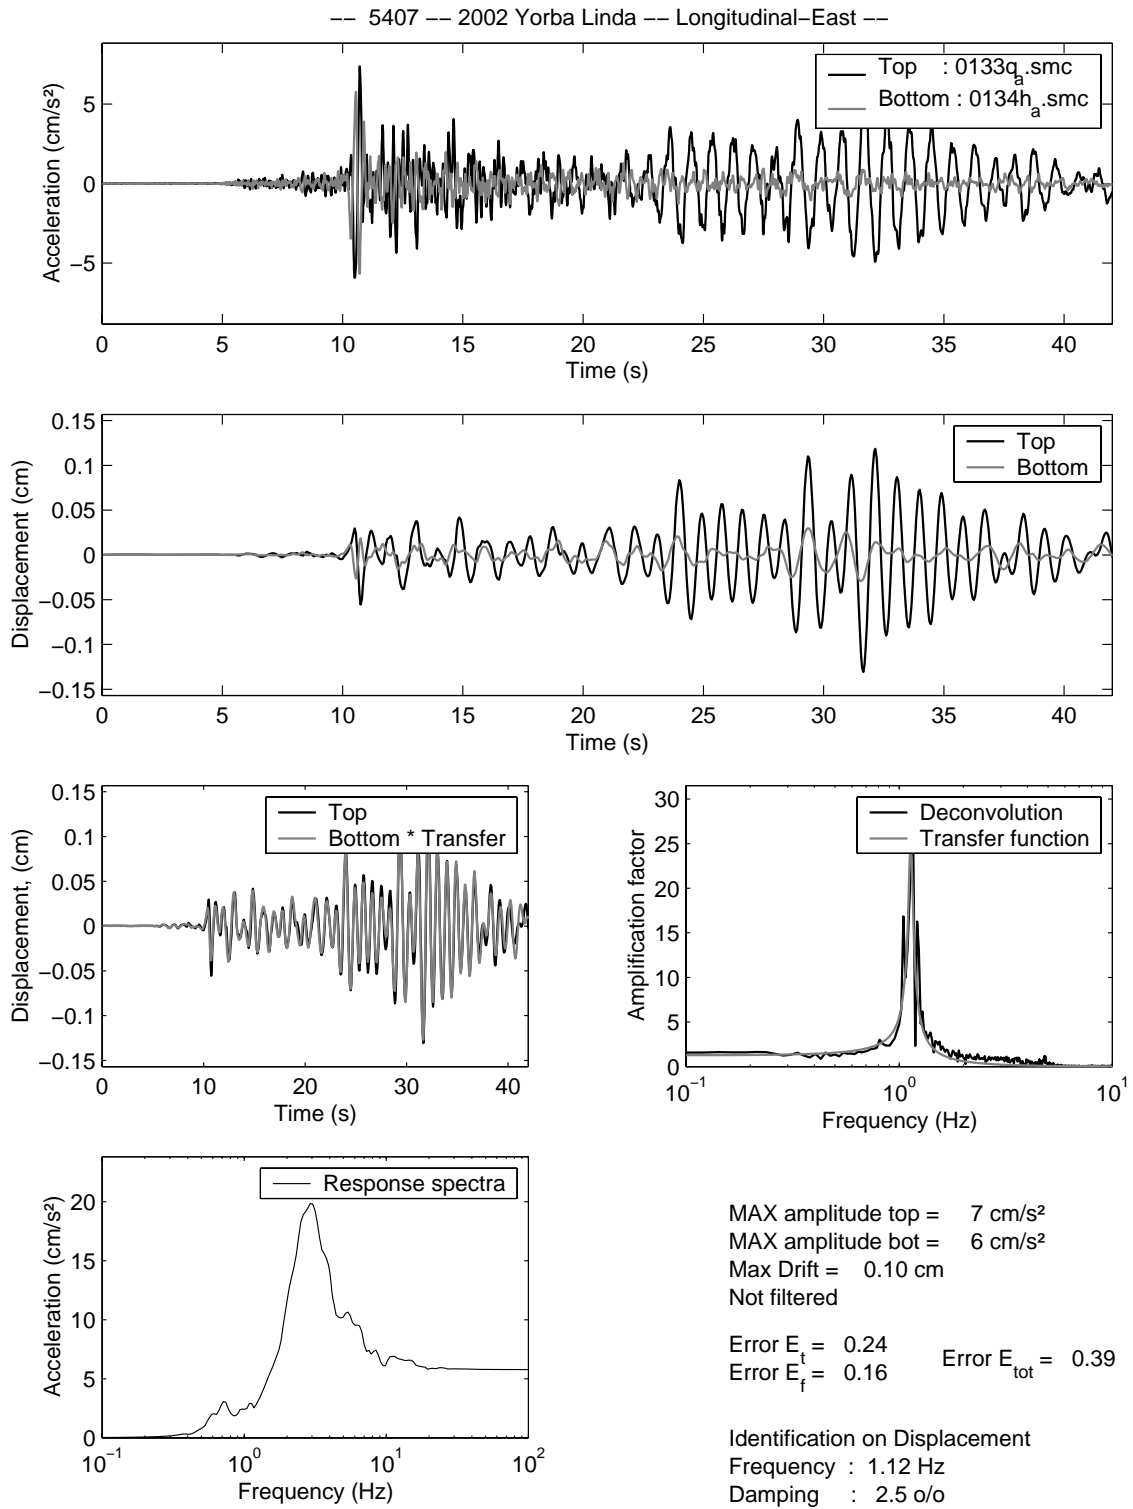 −− 5407 −− 2002 Yorba Linda −− Longitudinal−East −−
Top : 0133q_a.smc
Bottom : 0134h_a.smc
Acceleration (cm/s²)
5
0
−5
0 5 10 15 20 25 30 35 40
Time (s)
Top
Bottom
Displacement (cm)
0.15
0.1
0.05
0
−0.05
−0.1
−0.15
0 5 10 15 20 25 30 35 40
Time (s)
Top
Bottom * Transfer
Displacement, (cm)
0.15
0.1
0.05
0
−0.05
−0.1
−0.15
0 10 20 30 40
Time (s)
Deconvolution
Transfer function
Amplification factor
30
25
20
15
10
5
0
10^−1 10^0 10^1
Frequency (Hz)
Response spectra
Acceleration (cm/s²)
20
15
10
5
0
10^−1 10^0 10^1 10^2
Frequency (Hz)
MAX amplitude top = 7 cm/s²
MAX amplitude bot = 6 cm/s²
Max Drift = 0.10 cm
Not filtered
Error E_t = 0.24
Error E_f = 0.16
Error E_tot = 0.39
Identification on Displacement
Frequency : 1.12 Hz
Damping : 2.5 o/o